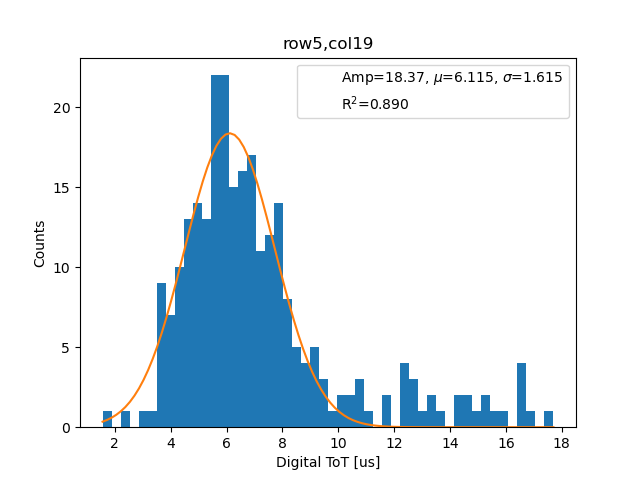 row5,col19
Amp=18.37, μ=6.115, σ=1.615
R²=0.890
Counts
20
15
10
5
0
2 4 6 8 10 12 14 16 18
Digital ToT [us]